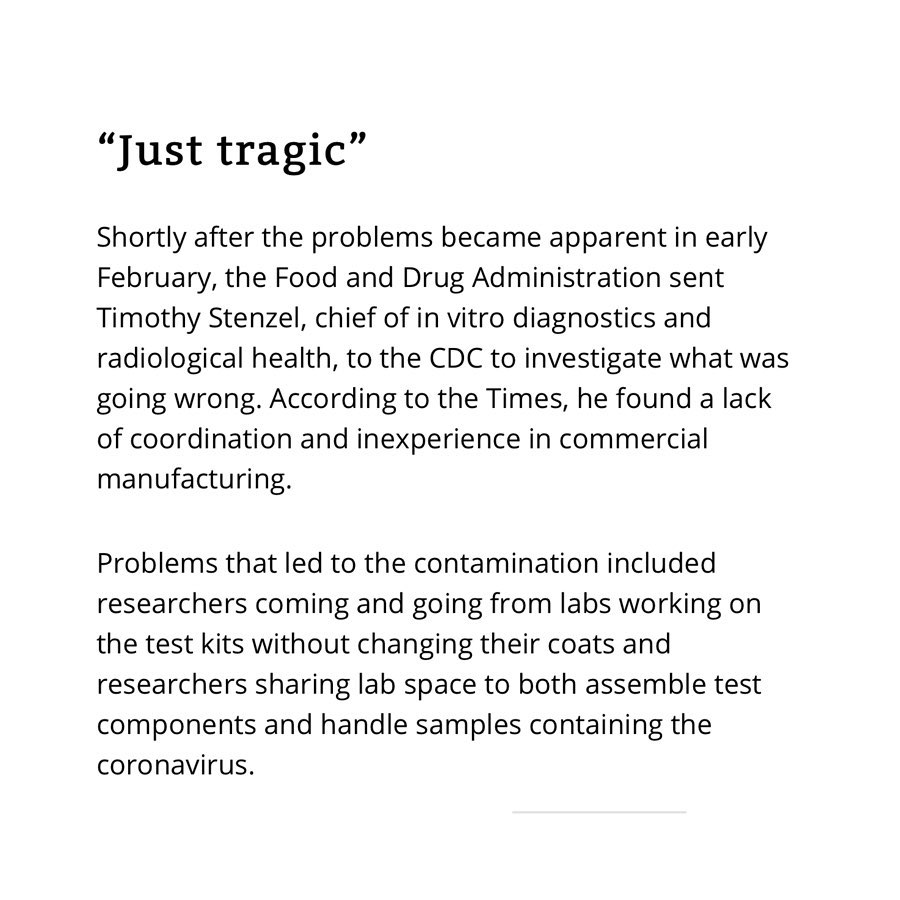 “Just tragic”
Shortly after the problems became apparent in early
February, the Food and Drug Administration sent
Timothy Stenzel, chief of in vitro diagnostics and
radiological health, to the CDC to investigate what was
going wrong. According to the Times, he found a lack
of coordination and inexperience in commercial
manufacturing.
Problems that led to the contamination included
researchers coming and going from labs working on
the test kits without changing their coats and
researchers sharing lab space to both assemble test
components and handle samples containing the
coronavirus.